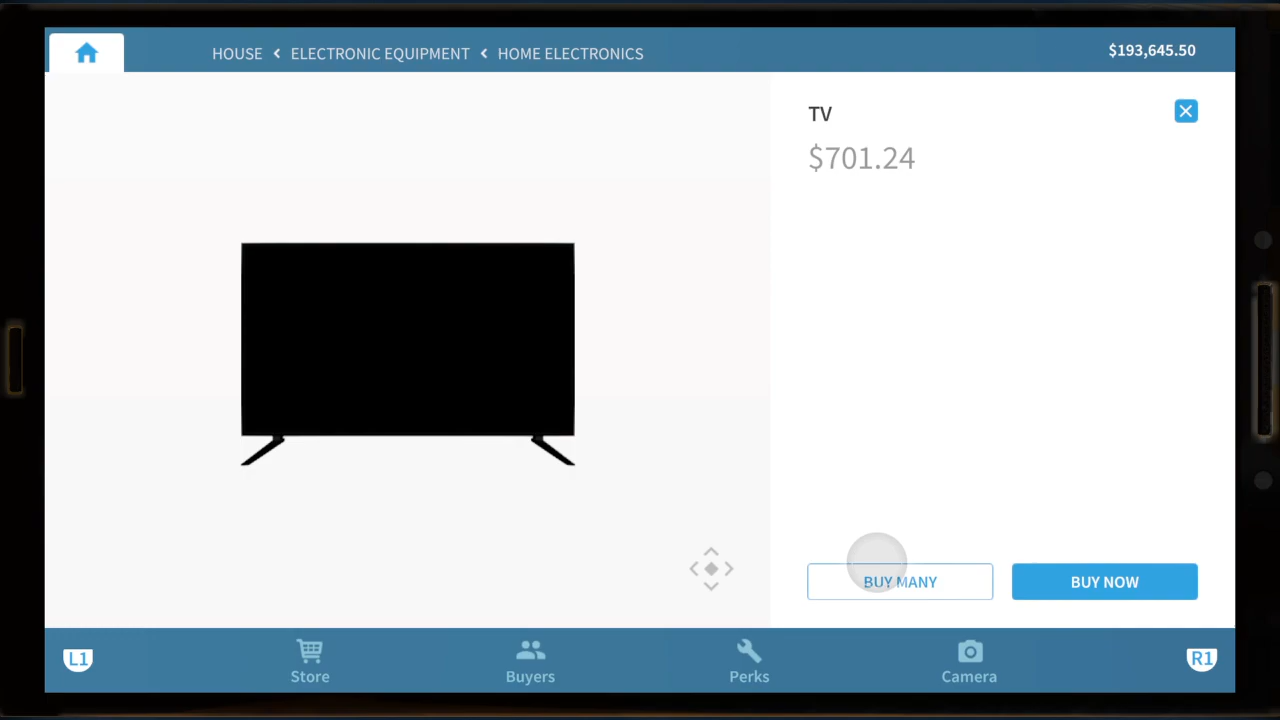 HOUSE < ELECTRONIC EQUIPMENT < HOME ELECTRONICS
$193,645.50
TV
$701.24
BUY MANY
BUY NOW
L1
Store
Buyers
Perks
Camera
R1